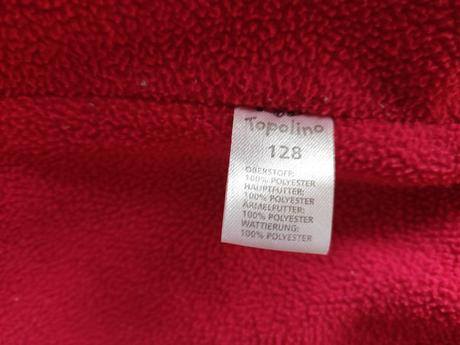 Topolino
128
OBERSTOFF:
100% POLYESTER
HAUPTFUTTER:
100% POLYESTER
ÄRMELFUTTER:
100% POLYESTER
WATTIERUNG:
100% POLYESTER